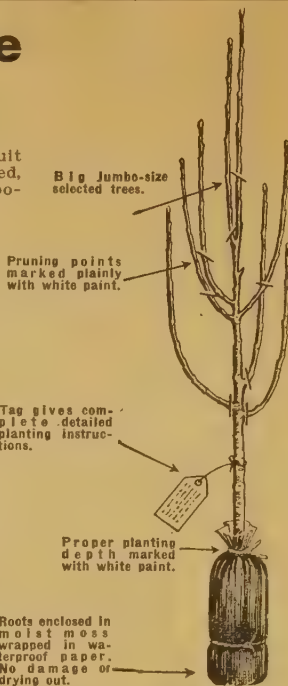 e
uit
ed,
bo-
Big Jumbo-size
selected trees.
Pruning points
marked plainly
with white paint.
Tag gives com-
plete detailed
planting instruc-
tions.
Proper planting
depth marked
with white paint.
Roots enclosed in
moist moss
wrapped in wa-
terproof paper.
No damage or
drying out.